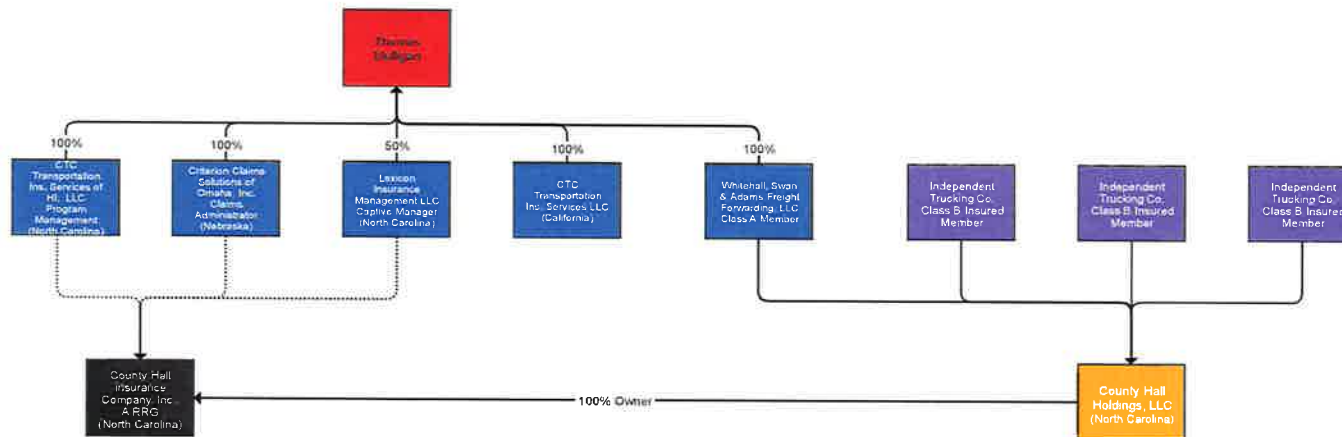 Thomas
Mulligan
100%
100%
50%
100%
100%
CTC
Transportation
Ins. Services of
HI, LLC
Program
Management
(North Carolina)
Criterion Claims
Solutions of
Omaha, Inc.
Claims
Administrator
(Nebraska)
Lexicon
Insurance
Management LLC
Captive Manager
(North Carolina)
CTC
Transportation
Ins. Services LLC
(California)
Whitehall, Swan
& Adams Freight
Forwarding, LLC
Class A Member
Independent
Trucking Co.
Class B Insured
Member
Independent
Trucking Co.
Class B Insured
Member
Independent
Trucking Co.
Class B Insured
Member
County Hall
Insurance
Company, Inc.,
A RRG
(North Carolina)
100% Owner
County Hall
Holdings, LLC
(North Carolina)